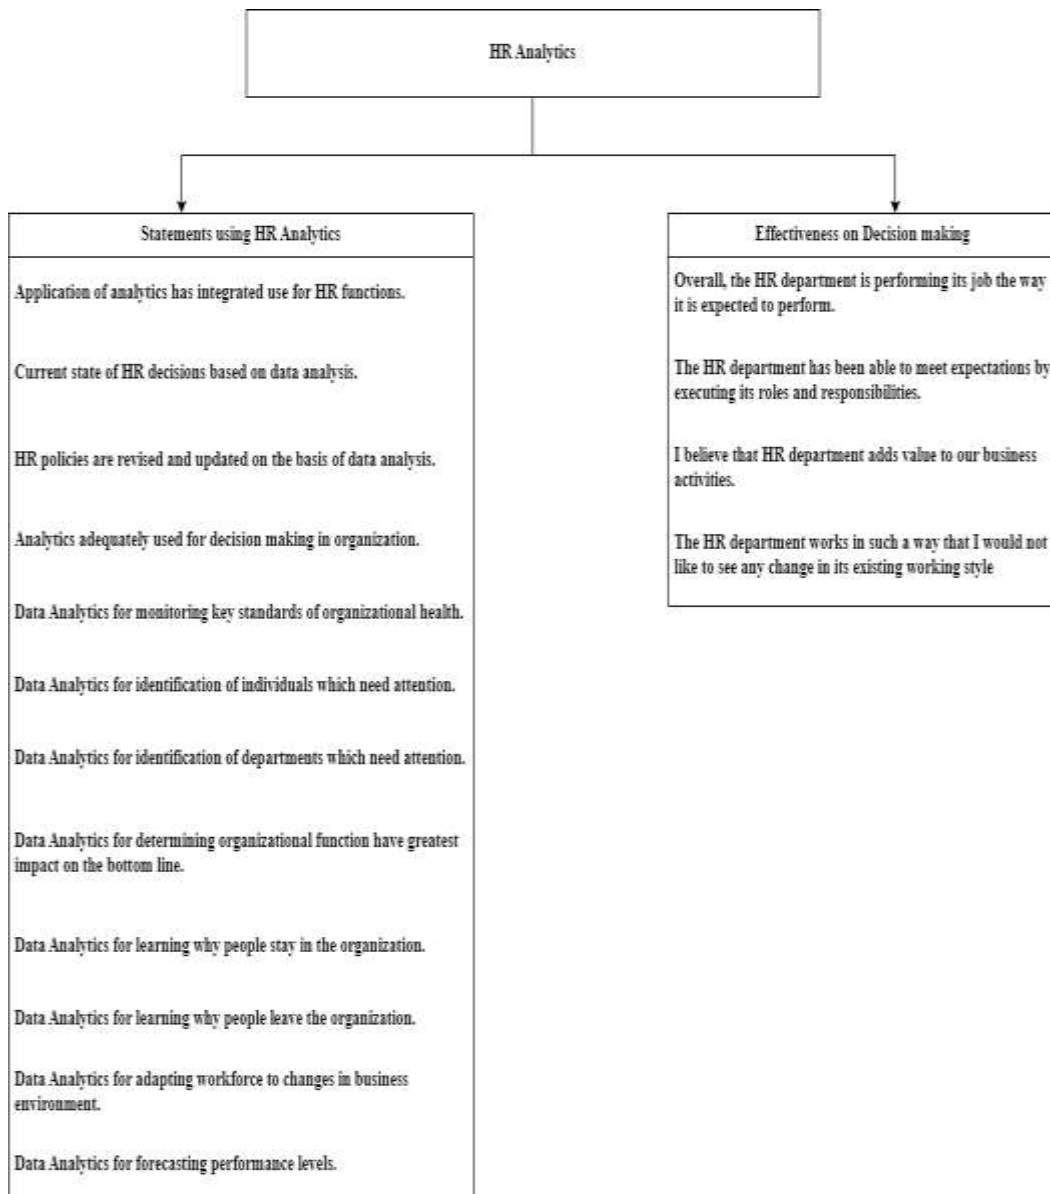 HR Analytics
Statements using HR Analytics
Application of analytics has integrated use for HR functions.
Current state of HR decisions based on data analysis.
HR policies are revised and updated on the basis of data analysis.
Analytics adequately used for decision making in organization.
Data Analytics for monitoring key standards of organizational health.
Data Analytics for identification of individuals which need attention.
Data Analytics for identification of departments which need attention.
Data Analytics for determining organizational function have greatest
impact on the bottom line.
Data Analytics for learning why people stay in the organization.
Data Analytics for learning why people leave the organization.
Data Analytics for adapting workforce to changes in business
environment.
Data Analytics for forecasting performance levels.
Effectiveness on Decision making
Overall, the HR department is performing its job the way
it is expected to perform.
The HR department has been able to meet expectations by
executing its roles and responsibilities.
I believe that HR department adds value to our business
activities.
The HR department works in such a way that I would not
like to see any change in its existing working style